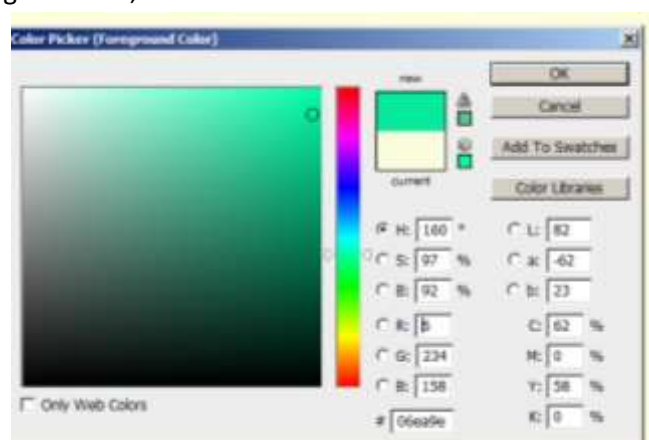 Color Picker (Foreground Color)
new
OK
Cancel
Add To Swatches
current
Color Libraries
H: 160 °
L: 82
S: 97 %
a: -62
B: 92 %
b: 23
R: 6
C: 62 %
G: 234
M: 0 %
B: 158
Y: 58 %
Only Web Colors
# 06ea9e
K: 0 %